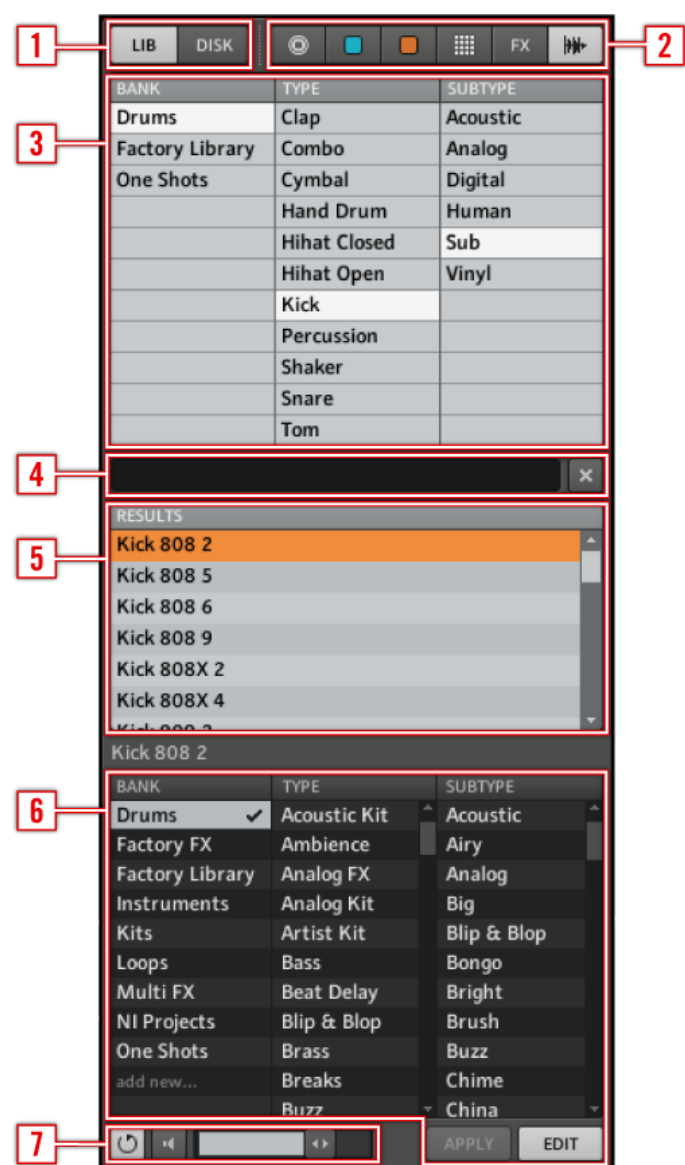 1 LIB DISK FX 2
BANK TYPE SUBTYPE
Drums Clap Acoustic
3 Factory Library Combo Analog
One Shots Cymbal Digital
Hand Drum Human
Hihat Closed Sub
Hihat Open Vinyl
Kick
Percussion
Shaker
Snare
Tom
4
RESULTS
Kick 808 2
5 Kick 808 5
Kick 808 6
Kick 808 9
Kick 808X 2
Kick 808X 4
Kick 808 2
BANK TYPE SUBTYPE
6 Drums Acoustic Kit Acoustic
Factory FX Ambience Airy
Factory Library Analog FX Analog
Instruments Analog Kit Big
Kits Artist Kit Blip & Blop
Loops Bass Bongo
Multi FX Beat Delay Bright
NI Projects Blip & Blop Brush
One Shots Brass Buzz
add new... Breaks Chime
Buzz China
7 APPLY EDIT